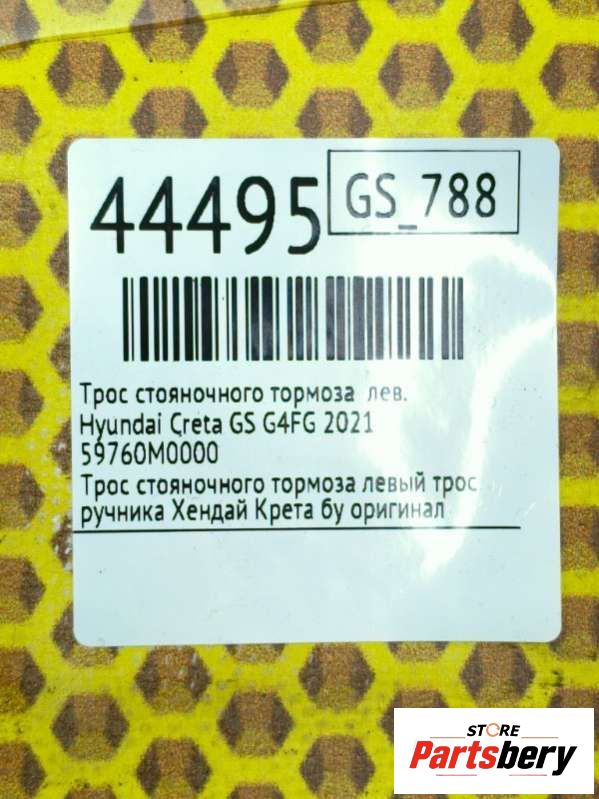 44495
GS_788
Трос стояночного тормоза лев.
Hyundai Creta GS G4FG 2021
59760M0000
Трос стояночного тормоза левый трос
ручника Хендай Крета бу оригинал
STORE
Partsbery